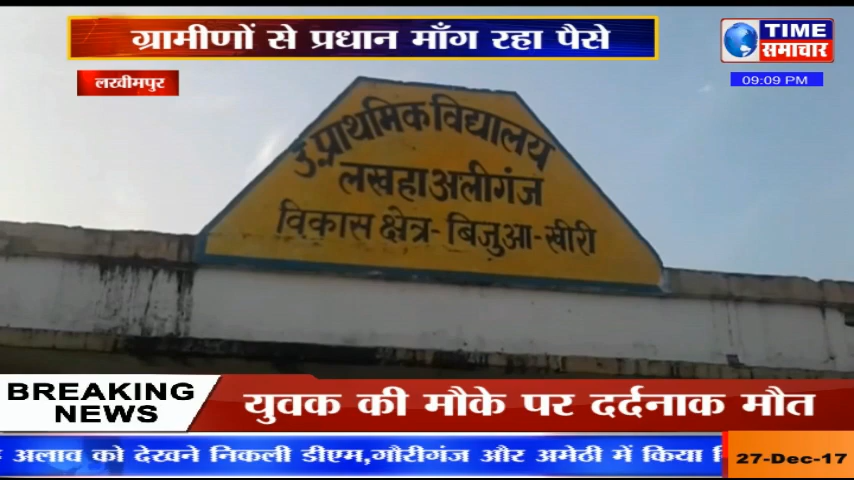 ग्रामीणों से प्रधान माँग रहा पैसे
TIME
समाचार
लखीमपुर
09:09 PM
उ.प्राथमिक विद्यालय
लखहा अलीगंज
विकास क्षेत्र - बिजुआ - खीरी
BREAKING
NEWS
युवक की मौके पर दर्दनाक मौत
अलाव को देखने निकली डीएम,गौरीगंज और अमेठी में किया
27-Dec-17